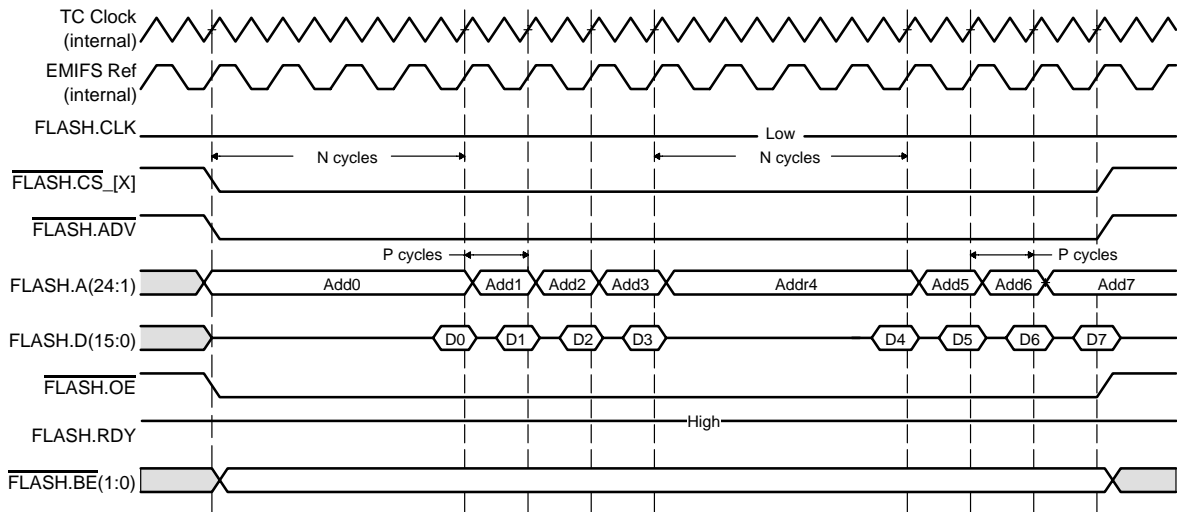 TC Clock
(internal)
EMIFS Ref
(internal)
FLASH.CLK
Low
N cycles
N cycles
FLASH.CS_[X]
FLASH.ADV
P cycles
P cycles
FLASH.A(24:1)
Add0
Add1
Add2
Add3
Addr4
Add5
Add6
Add7
FLASH.D(15:0)
D0
D1
D2
D3
D4
D5
D6
D7
FLASH.OE
High
FLASH.RDY
FLASH.BE(1:0)